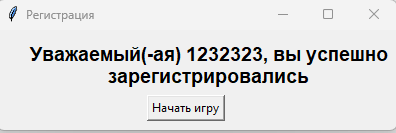 Регистрация
Уважаемый(-ая) 1232323, вы успешно
зарегистрировались
Начать игру